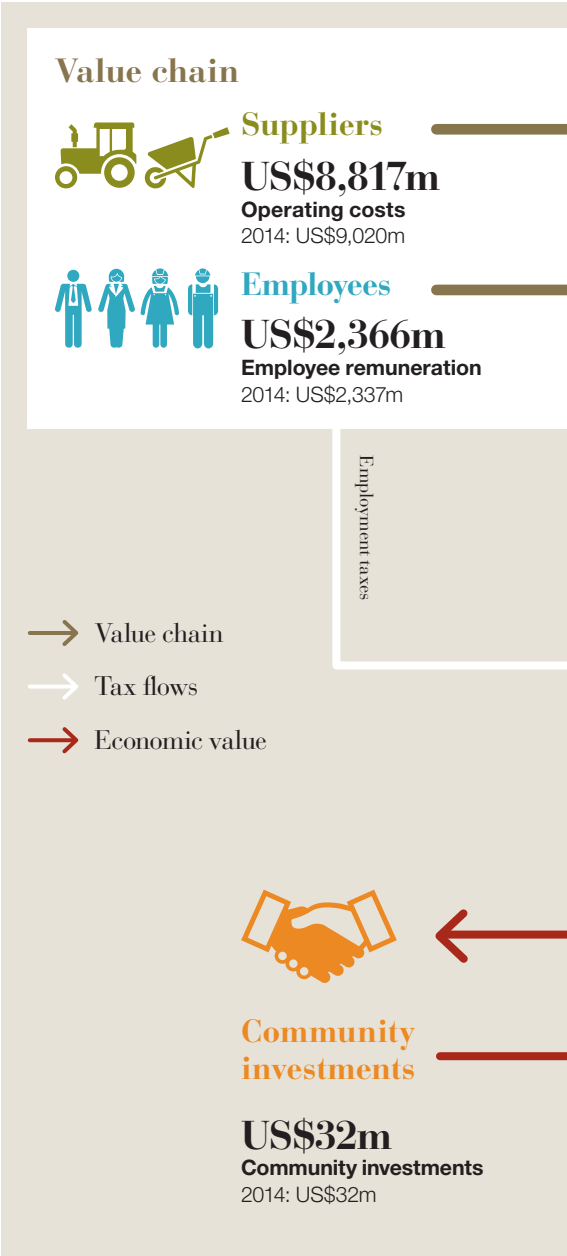 Value chain
Suppliers
US$8,817m
Operating costs
2014: US$9,020m
Employees
US$2,366m
Employee remuneration
2014: US$2,337m
Employment taxes
Value chain
Tax flows
Economic value
Community
investments
US$32m
Community investments
2014: US$32m